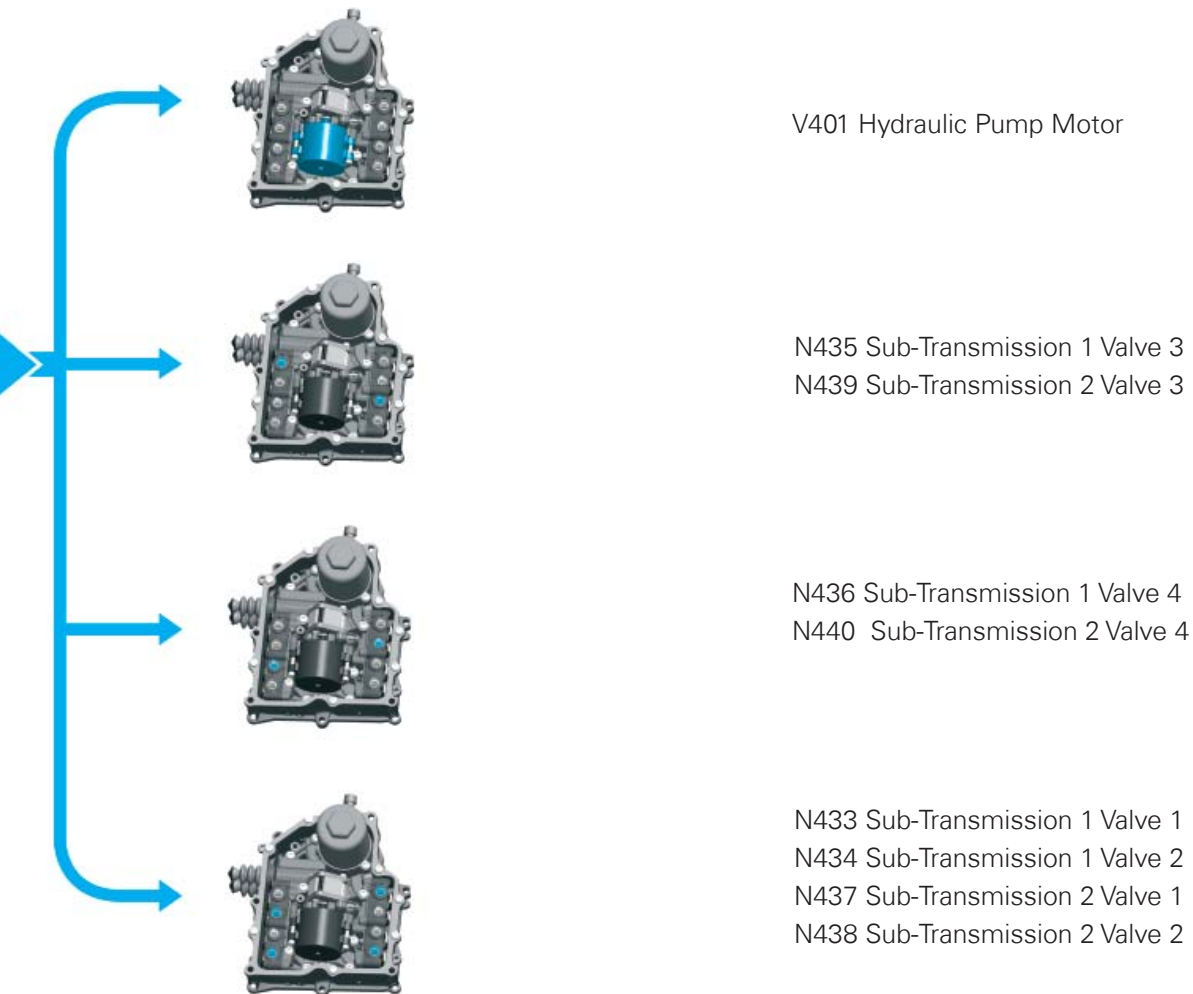 V401 Hydraulic Pump Motor
N435 Sub-Transmission 1 Valve 3
N439 Sub-Transmission 2 Valve 3
N436 Sub-Transmission 1 Valve 4
N440 Sub-Transmission 2 Valve 4
N433 Sub-Transmission 1 Valve 1
N434 Sub-Transmission 1 Valve 2
N437 Sub-Transmission 2 Valve 1
N438 Sub-Transmission 2 Valve 2